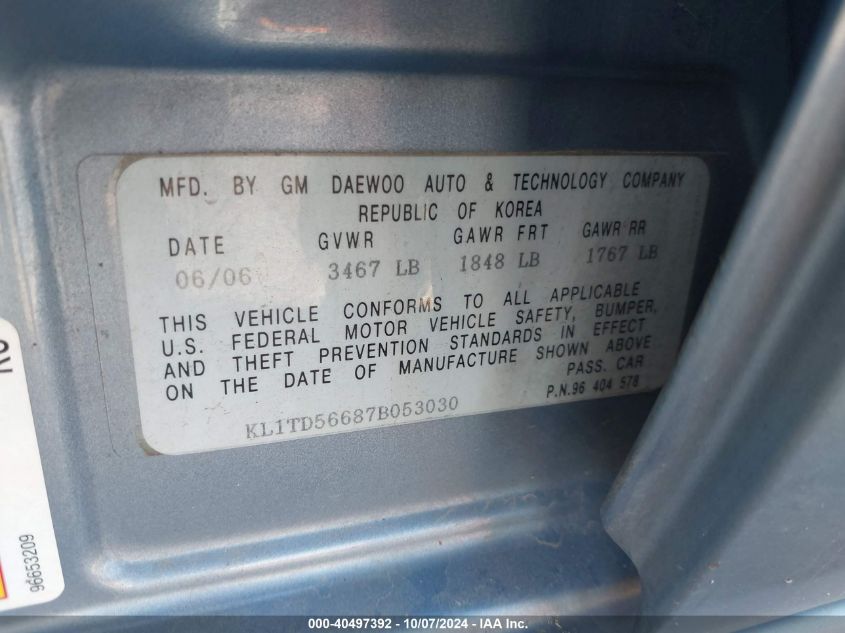 MFD. BY GM DAEWOO AUTO & TECHNOLOGY COMPANY
REPUBLIC OF KOREA
DATE GVWR GAWR FRT GAWR RR
06/06 3467 LB 1848 LB 1767 LB
THIS VEHICLE CONFORMS TO ALL APPLICABLE
U.S. FEDERAL MOTOR VEHICLE SAFETY, BUMPER,
AND THEFT PREVENTION STANDARDS IN EFFECT
ON THE DATE OF MANUFACTURE SHOWN ABOVE
PASS. CAR
KL1TD56687B053030 P.N.96 404 578
96653209
000-40497392 - 10/07/2024 - IAA Inc.